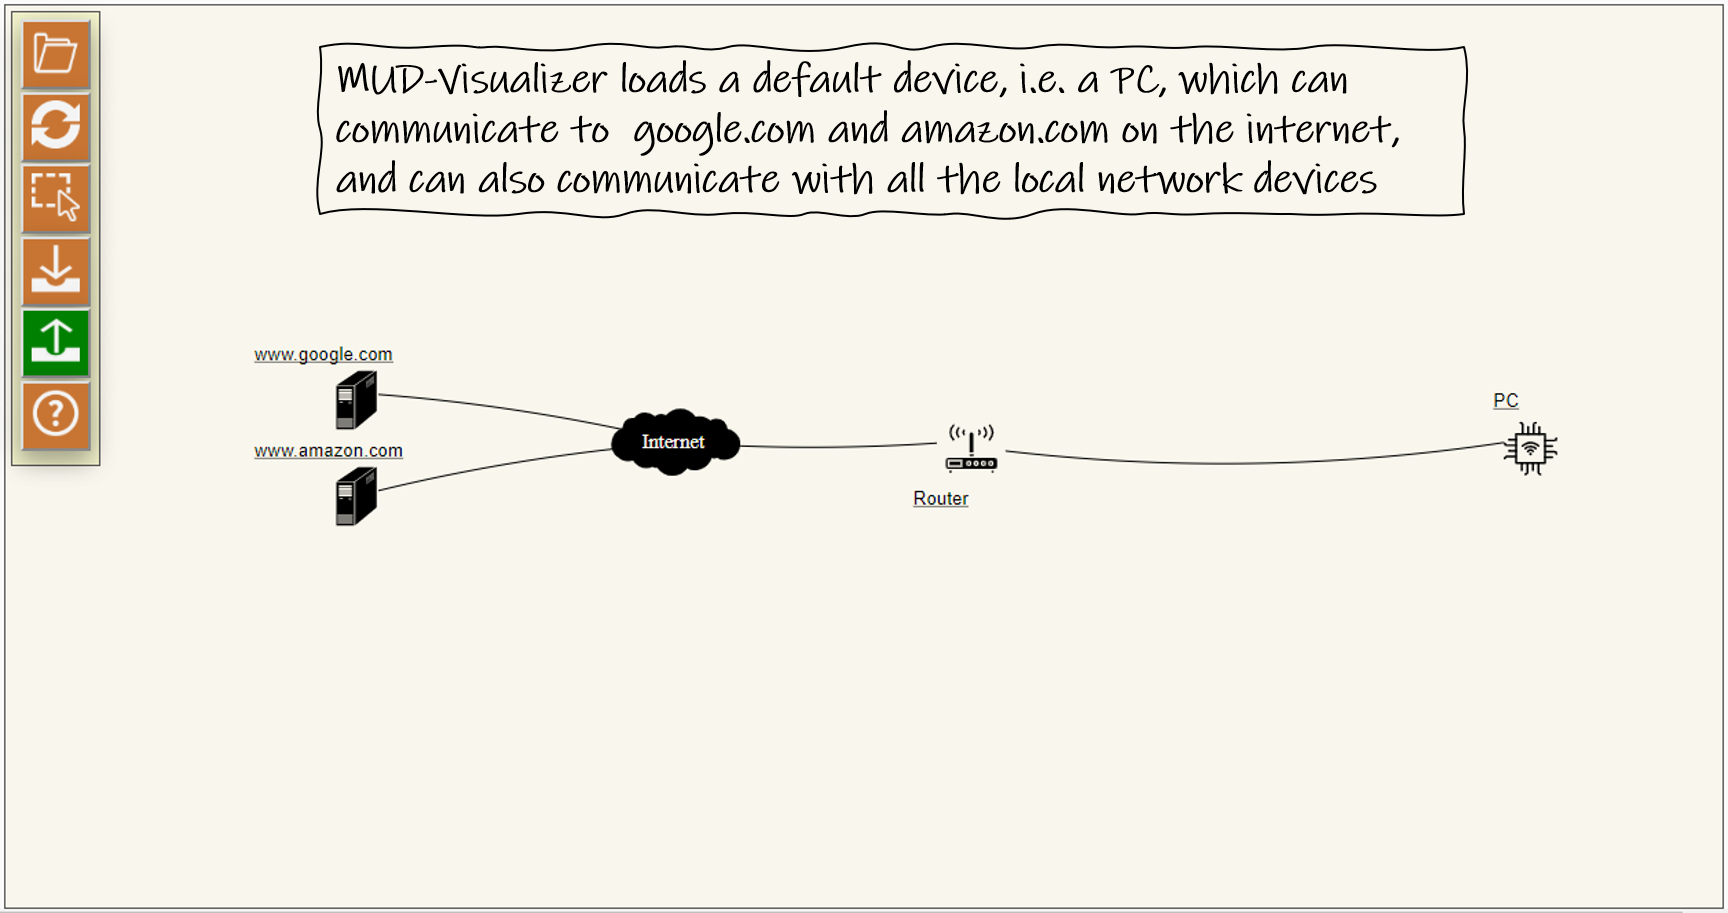 MUD-Visualizer loads a default device, i.e. a PC, which can
communicate to google.com and amazon.com on the internet,
and can also communicate with all the local network devices
www.google.com
www.amazon.com
Internet
Router
PC
?